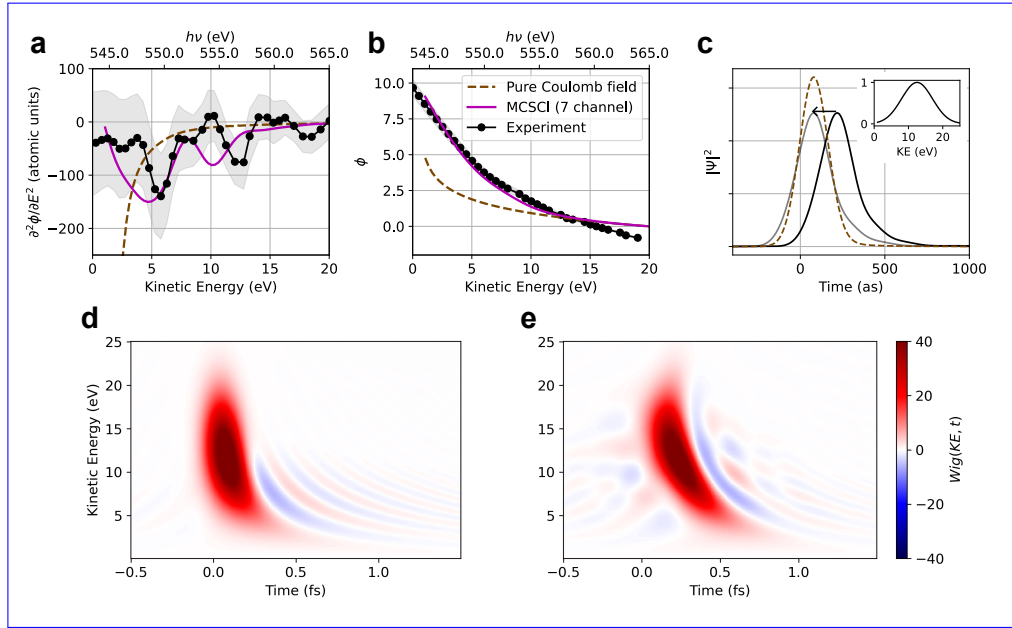 a
hν (eV)
545.0 550.0 555.0 560.0 565.0
100
0
−100
−200
∂²ϕ/∂E² (atomic units)
0 5 10 15 20
Kinetic Energy (eV)
b
hν (eV)
545.0 550.0 555.0 560.0 565.0
Pure Coulomb field
MCSCI (7 channel)
Experiment
10.0
7.5
5.0
2.5
0.0
ϕ
0 5 10 15 20
Kinetic Energy (eV)
c
|Ψ|²
1
0
0 10 20
KE (eV)
0 500 1000
Time (as)
d
25
20
15
10
5
Kinetic Energy (eV)
−0.5 0.0 0.5 1.0
Time (fs)
e
25
20
15
10
5
−0.5 0.0 0.5 1.0
Time (fs)
40
20
0
−20
−40
Wig(KE, t)